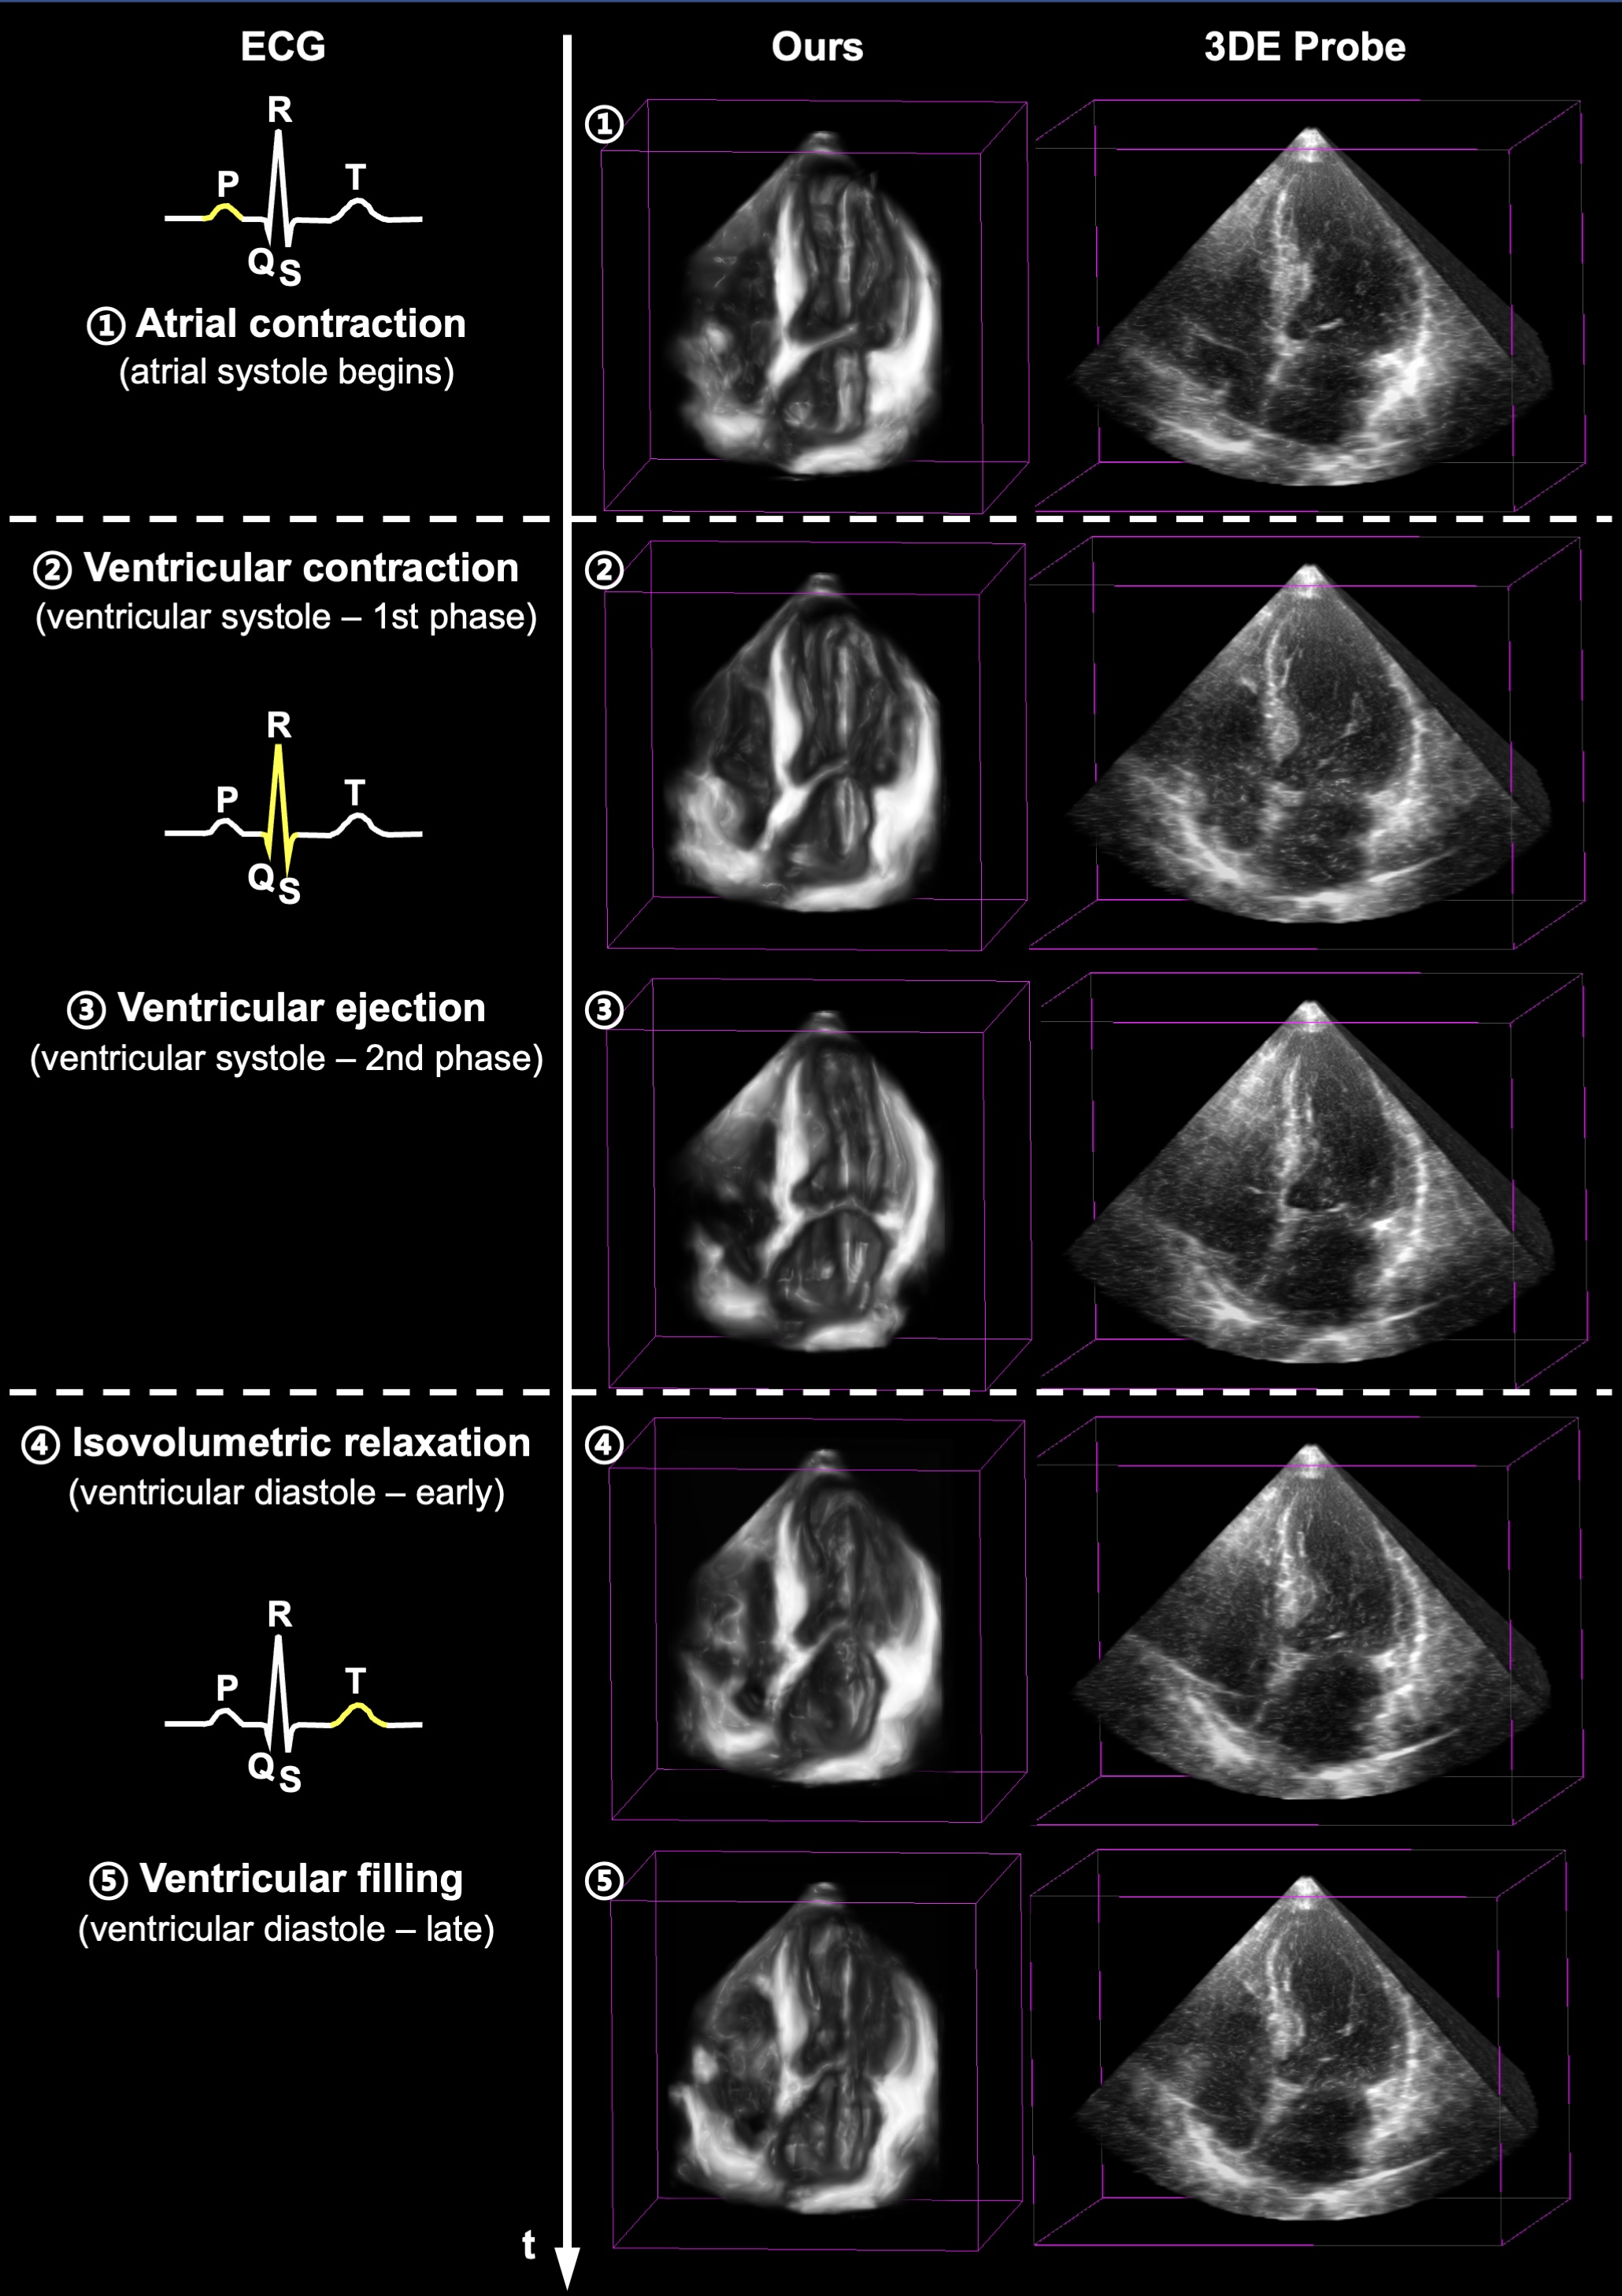 ECG
Ours
3DE Probe
R
P
T
Q
S
① Atrial contraction
(atrial systole begins)
①
② Ventricular contraction
(ventricular systole – 1st phase)
②
R
P
T
Q
S
③ Ventricular ejection
(ventricular systole – 2nd phase)
③
④ Isovolumetric relaxation
(ventricular diastole – early)
④
R
P
T
Q
S
⑤ Ventricular filling
(ventricular diastole – late)
⑤
t